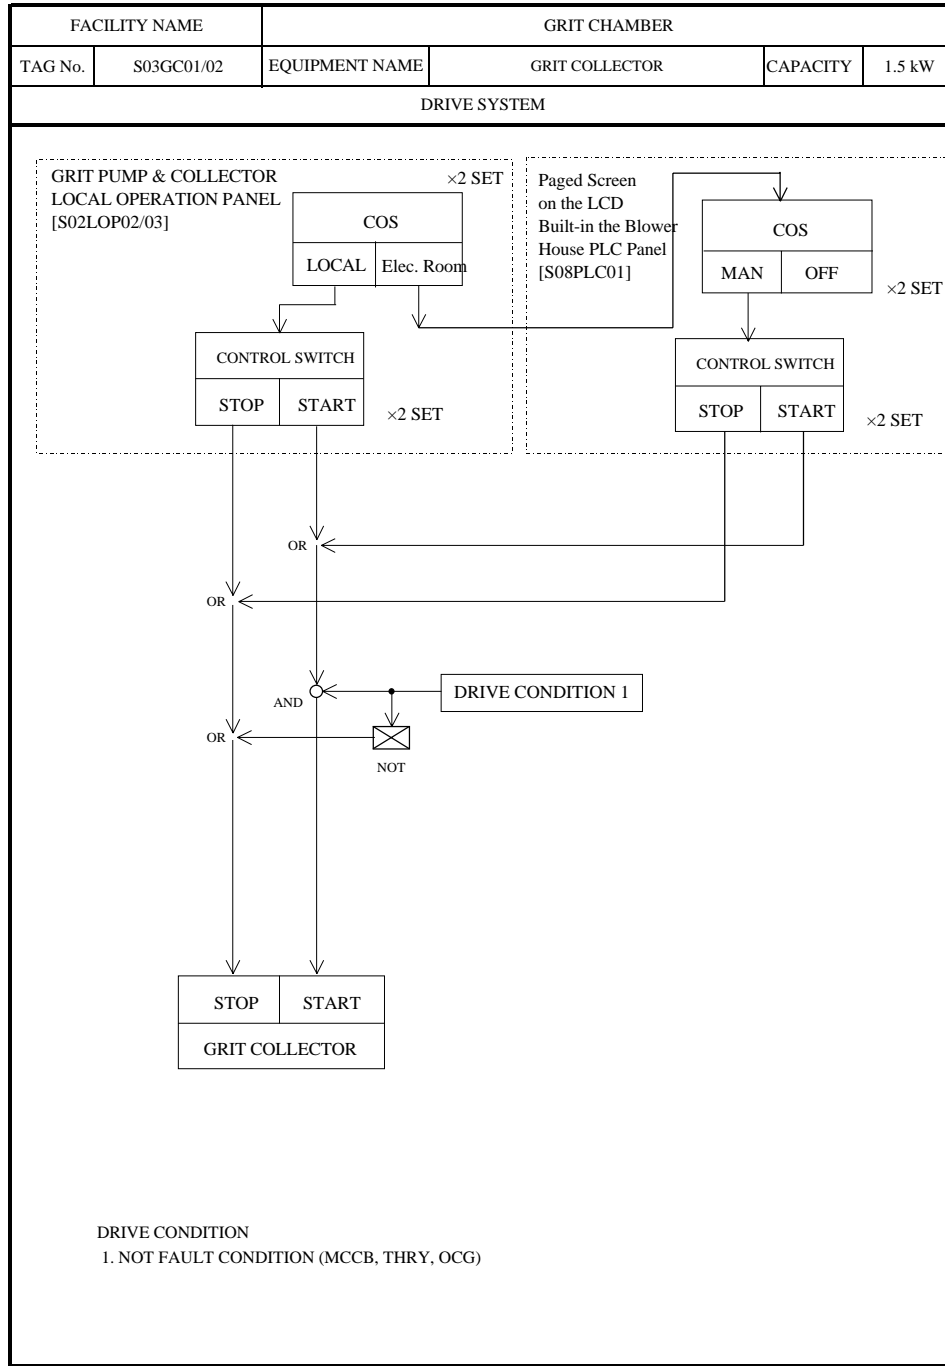 FACILITY NAME
GRIT CHAMBER
TAG No.
S03GC01/02
EQUIPMENT NAME
GRIT COLLECTOR
CAPACITY
1.5 kW
DRIVE SYSTEM
GRIT PUMP & COLLECTOR
LOCAL OPERATION PANEL
[S02LOP02/03]
×2 SET
COS
LOCAL
Elec. Room
CONTROL SWITCH
STOP
START
×2 SET
Paged Screen
on the LCD
Built-in the Blower
House PLC Panel
[S08PLC01]
COS
MAN
OFF
×2 SET
CONTROL SWITCH
STOP
START
×2 SET
OR
OR
AND
DRIVE CONDITION 1
OR
NOT
STOP
START
GRIT COLLECTOR
DRIVE CONDITION
1. NOT FAULT CONDITION (MCCB, THRY, OCG)